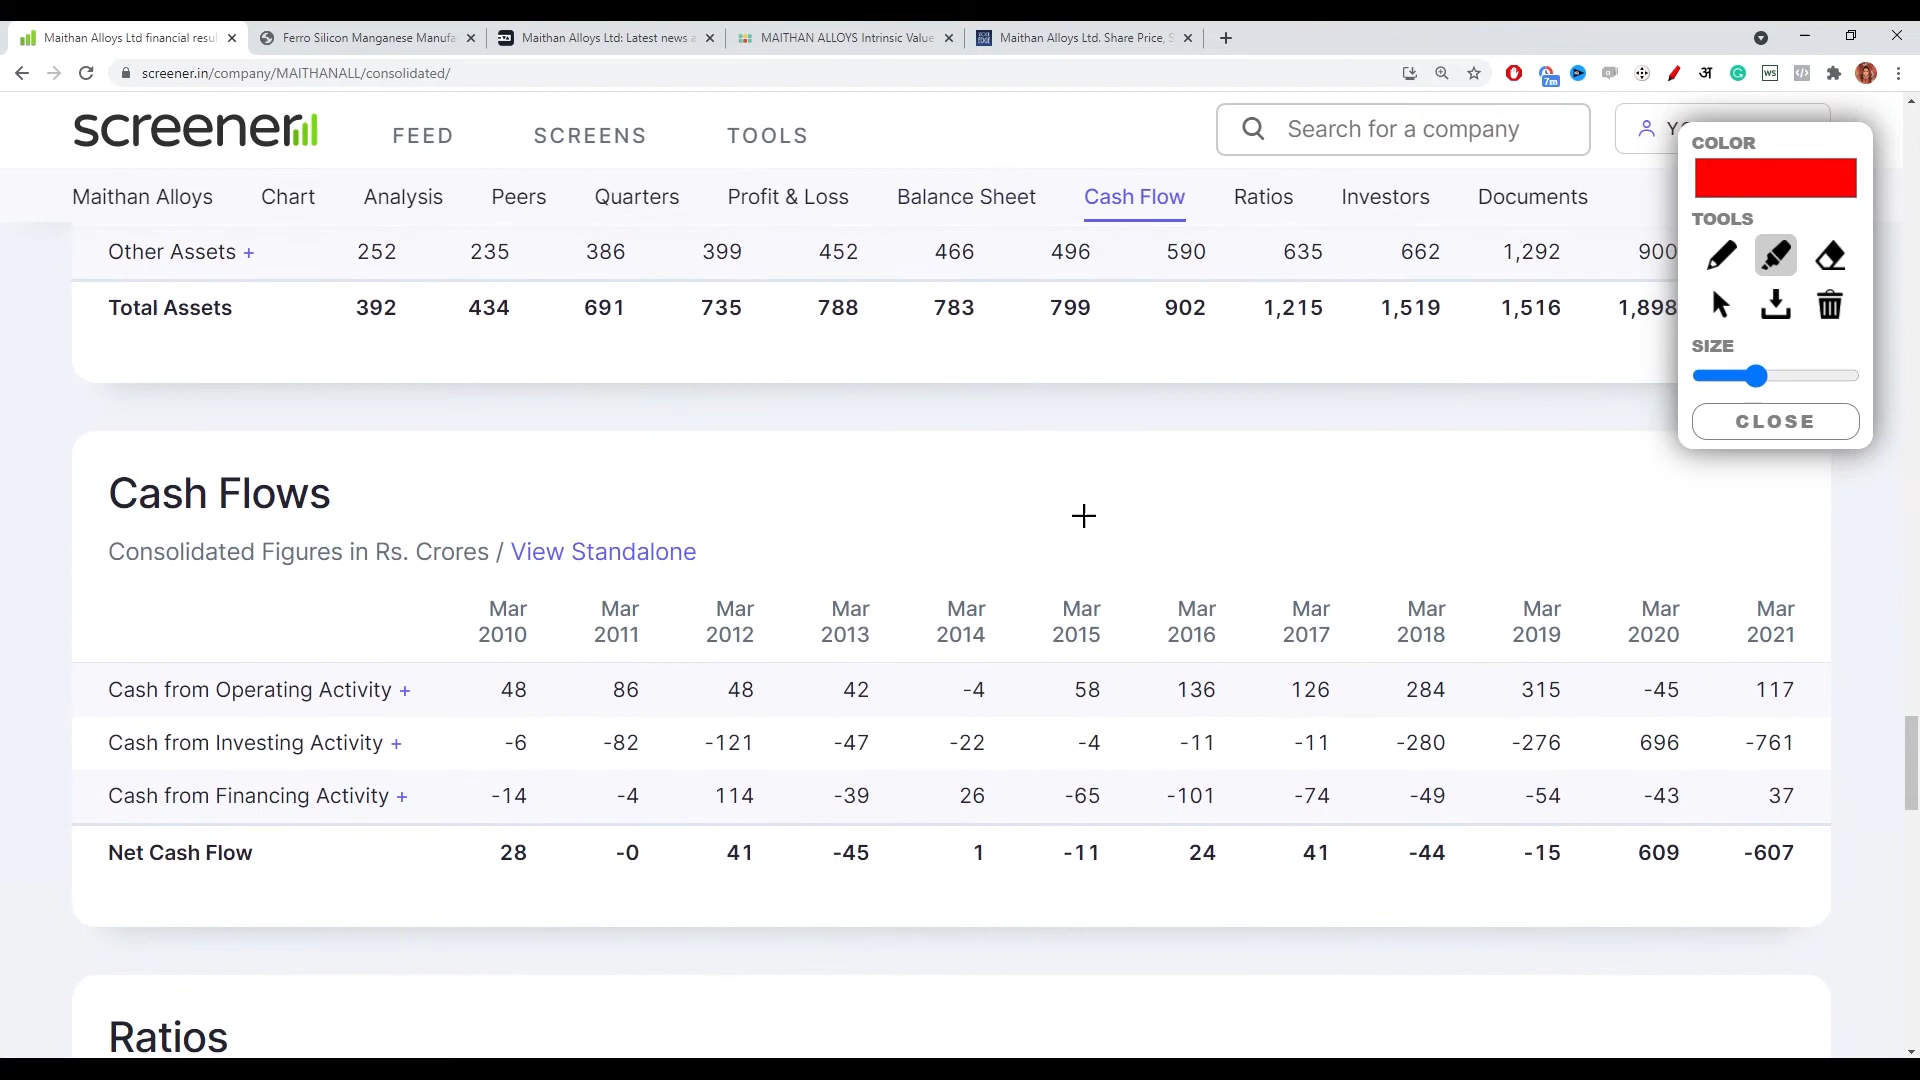 Maithan Alloys Ltd financial resul
Ferro Silicon Manganese Manufa
Maithan Alloys Ltd: Latest news a
MAITHAN ALLOYS Intrinsic Value
Maithan Alloys Ltd. Share Price, S
screener.in/company/MAITHANALL/consolidated/
7m
अ
WS
screener
FEED
SCREENS
TOOLS
Search for a company
COLOR
TOOLS
SIZE
CLOSE
Maithan Alloys Chart Analysis Peers Quarters Profit & Loss Balance Sheet Cash Flow Ratios Investors Documents
Other Assets + 252 235 386 399 452 466 496 590 635 662 1,292 900
Total Assets 392 434 691 735 788 783 799 902 1,215 1,519 1,516 1,898
Cash Flows
Consolidated Figures in Rs. Crores / View Standalone
Mar Mar Mar Mar Mar Mar Mar Mar Mar Mar Mar Mar
2010 2011 2012 2013 2014 2015 2016 2017 2018 2019 2020 2021
Cash from Operating Activity + 48 86 48 42 -4 58 136 126 284 315 -45 117
Cash from Investing Activity + -6 -82 -121 -47 -22 -4 -11 -11 -280 -276 696 -761
Cash from Financing Activity + -14 -4 114 -39 26 -65 -101 -74 -49 -54 -43 37
Net Cash Flow 28 -0 41 -45 1 -11 24 41 -44 -15 609 -607
Ratios